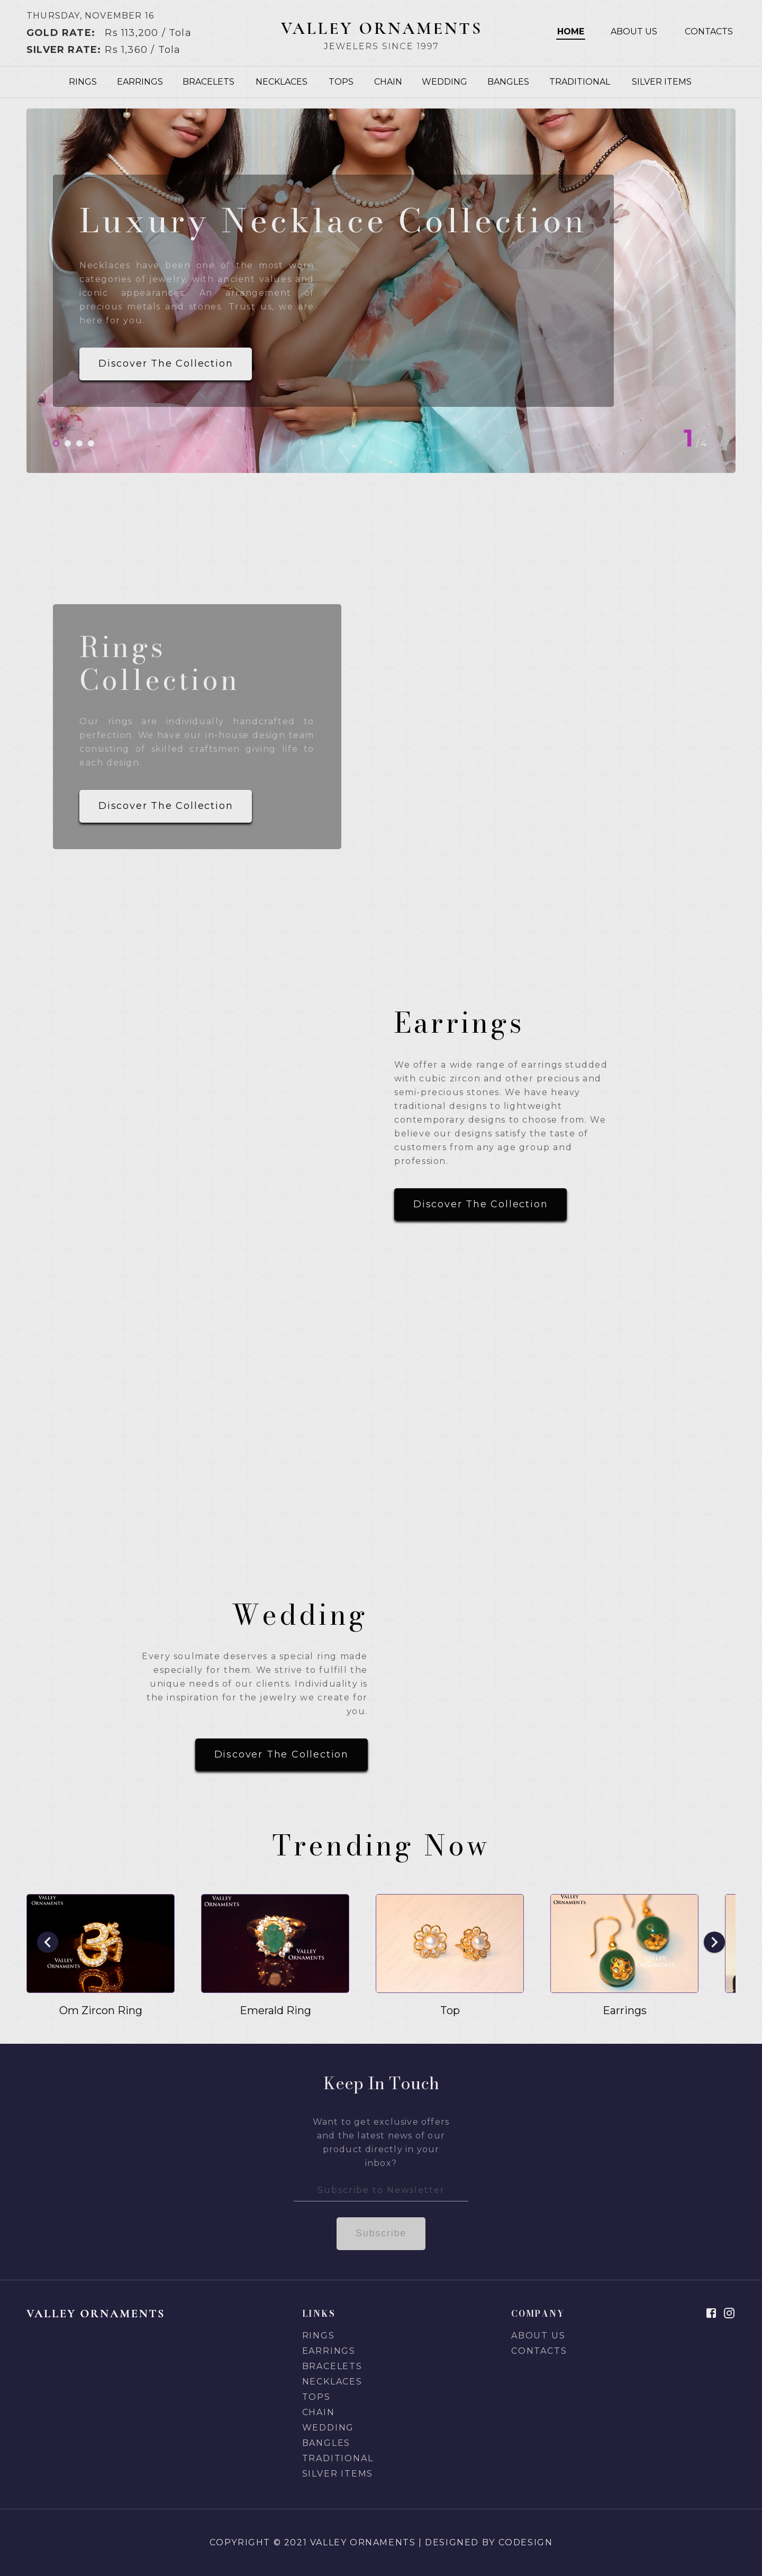 THURSDAY, NOVEMBER 16
GOLD RATE: Rs 113,200 / Tola
SILVER RATE: Rs 1,360 / Tola
VALLEY ORNAMENTS
JEWELERS SINCE 1997
HOME ABOUT US CONTACTS
RINGS EARRINGS BRACELETS NECKLACES TOPS CHAIN WEDDING BANGLES TRADITIONAL SILVER ITEMS
Luxury Necklace Collection
Necklaces have been one of the most worn
categories of jewelry, with ancient values and
iconic appearances. An arrangement of
precious metals and stones. Trust us, we are
here for you.
Discover The Collection
1 / 4
Rings
Collection
Our rings are individually handcrafted to
perfection. We have our in-house design team
consisting of skilled craftsmen giving life to
each design.
Discover The Collection
Earrings
We offer a wide range of earrings studded
with cubic zircon and other precious and
semi-precious stones. We have heavy
traditional designs to lightweight
contemporary designs to choose from. We
believe our designs satisfy the taste of
customers from any age group and
profession.
Discover The Collection
Wedding
Every soulmate deserves a special ring made
especially for them. We strive to fulfill the
unique needs of our clients. Individuality is
the inspiration for the jewelry we create for
you.
Discover The Collection
Trending Now
VALLEY
ORNAMENTS
VALLEY
ORNAMENTS
Om Zircon Ring
VALLEY
ORNAMENTS
VALLEY
ORNAMENTS
Emerald Ring
Top
VALLEY
ORNAMENTS
VALLEY
ORNAMENTS
Earrings
Keep In Touch
Want to get exclusive offers
and the latest news of our
product directly in your
inbox?
Subscribe to Newsletter
Subscribe
VALLEY ORNAMENTS
LINKS
RINGS
EARRINGS
BRACELETS
NECKLACES
TOPS
CHAIN
WEDDING
BANGLES
TRADITIONAL
SILVER ITEMS
COMPANY
ABOUT US
CONTACTS
COPYRIGHT © 2021 VALLEY ORNAMENTS | DESIGNED BY CODESIGN